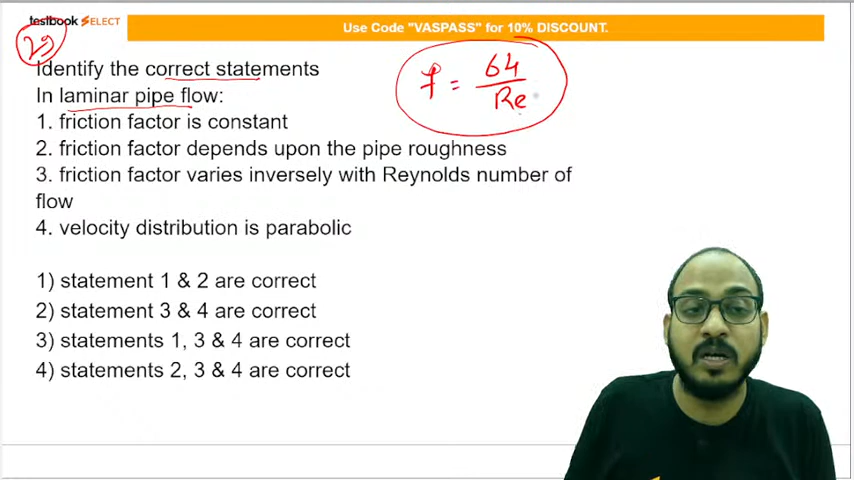 testbook SELECT
Use Code "VASPASS" for 10% DISCOUNT.
29
Identify the correct statements
In laminar pipe flow:
f = 64 / Re
1. friction factor is constant
2. friction factor depends upon the pipe roughness
3. friction factor varies inversely with Reynolds number of
flow
4. velocity distribution is parabolic
1) statement 1 & 2 are correct
2) statement 3 & 4 are correct
3) statements 1, 3 & 4 are correct
4) statements 2, 3 & 4 are correct